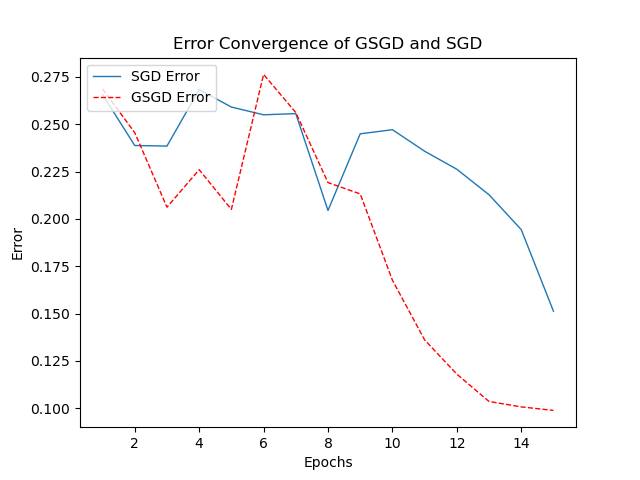 Error Convergence of GSGD and SGD
SGD Error
GSGD Error
0.275
0.250
0.225
0.200
0.175
0.150
0.125
0.100
Error
2 4 6 8 10 12 14
Epochs